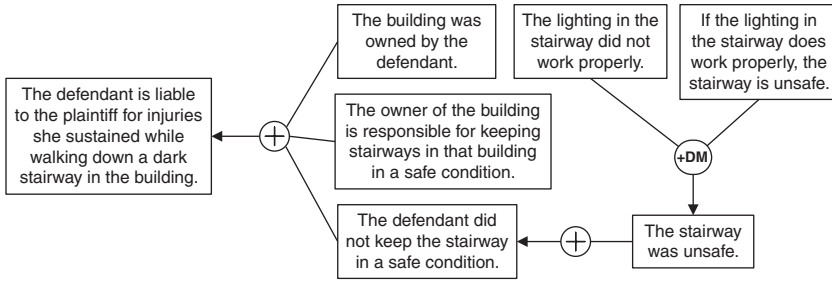 The defendant is liable
to the plaintiff for injuries
she sustained while
walking down a dark
stairway in the building.
+
The building was
owned by the
defendant.
The owner of the building
is responsible for keeping
stairways in that building
in a safe condition.
The defendant did
not keep the stairway
in a safe condition.
+
The lighting in the
stairway did not
work properly.
If the lighting in
the stairway does
work properly, the
stairway is unsafe.
+DM
The stairway
was unsafe.